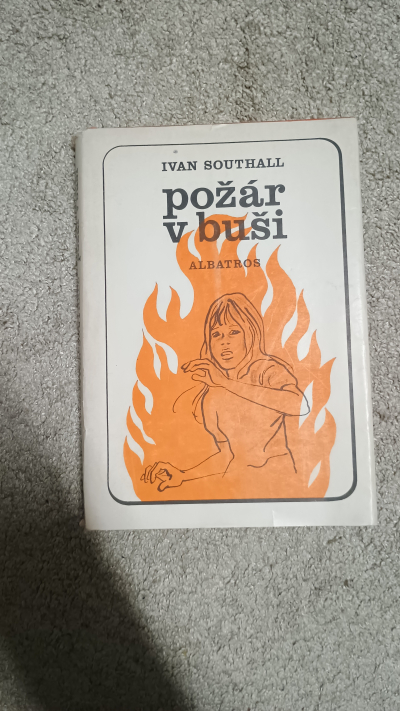 IVAN SOUTHALL
požár
v buši
ALBATROS